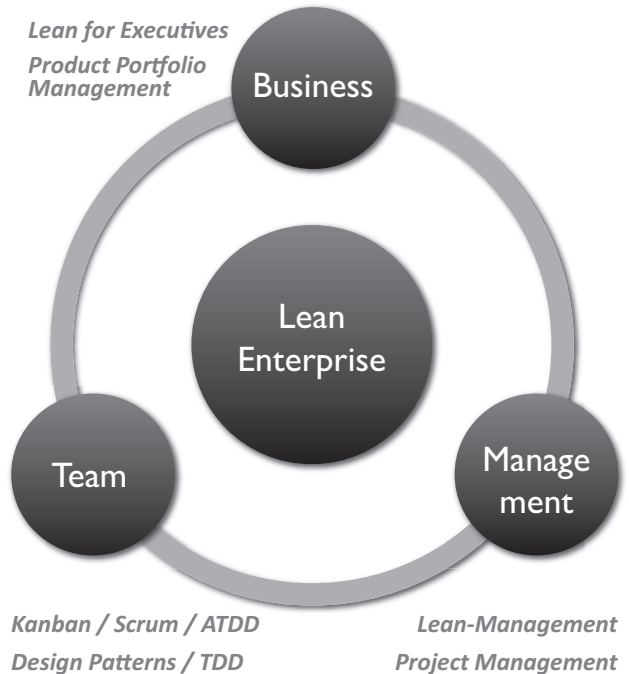 Lean for Executives
Product Portfolio
Management
Business
Lean
Enterprise
Team
Manage
ment
Kanban / Scrum / ATDD
Design Patterns / TDD
Lean-Management
Project Management